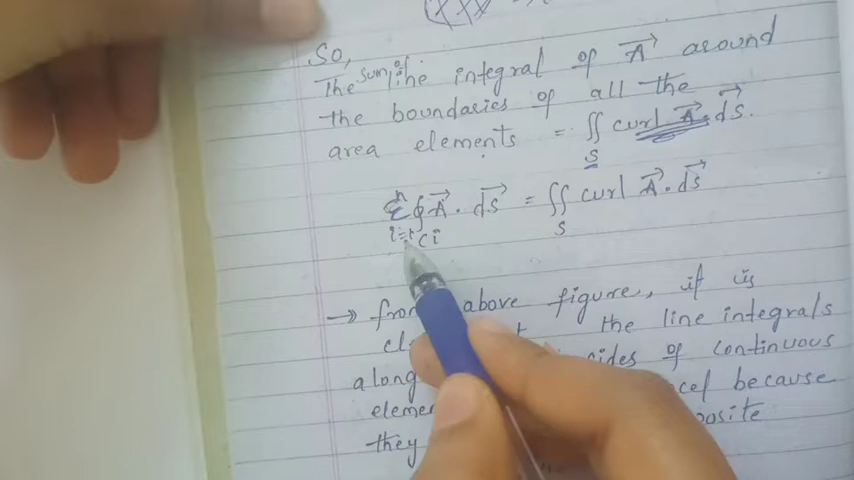 So,
The sum of line integral of A→ around
the boundaries of all the
area elements = ∬ curl A→. ds→.
S
n
Σ ∮ A→ . ds→ = ∬ curl A→ . ds→
i=1 Ci S
→ from above figure, it is
the line integrals
along sides of continuous
because
they